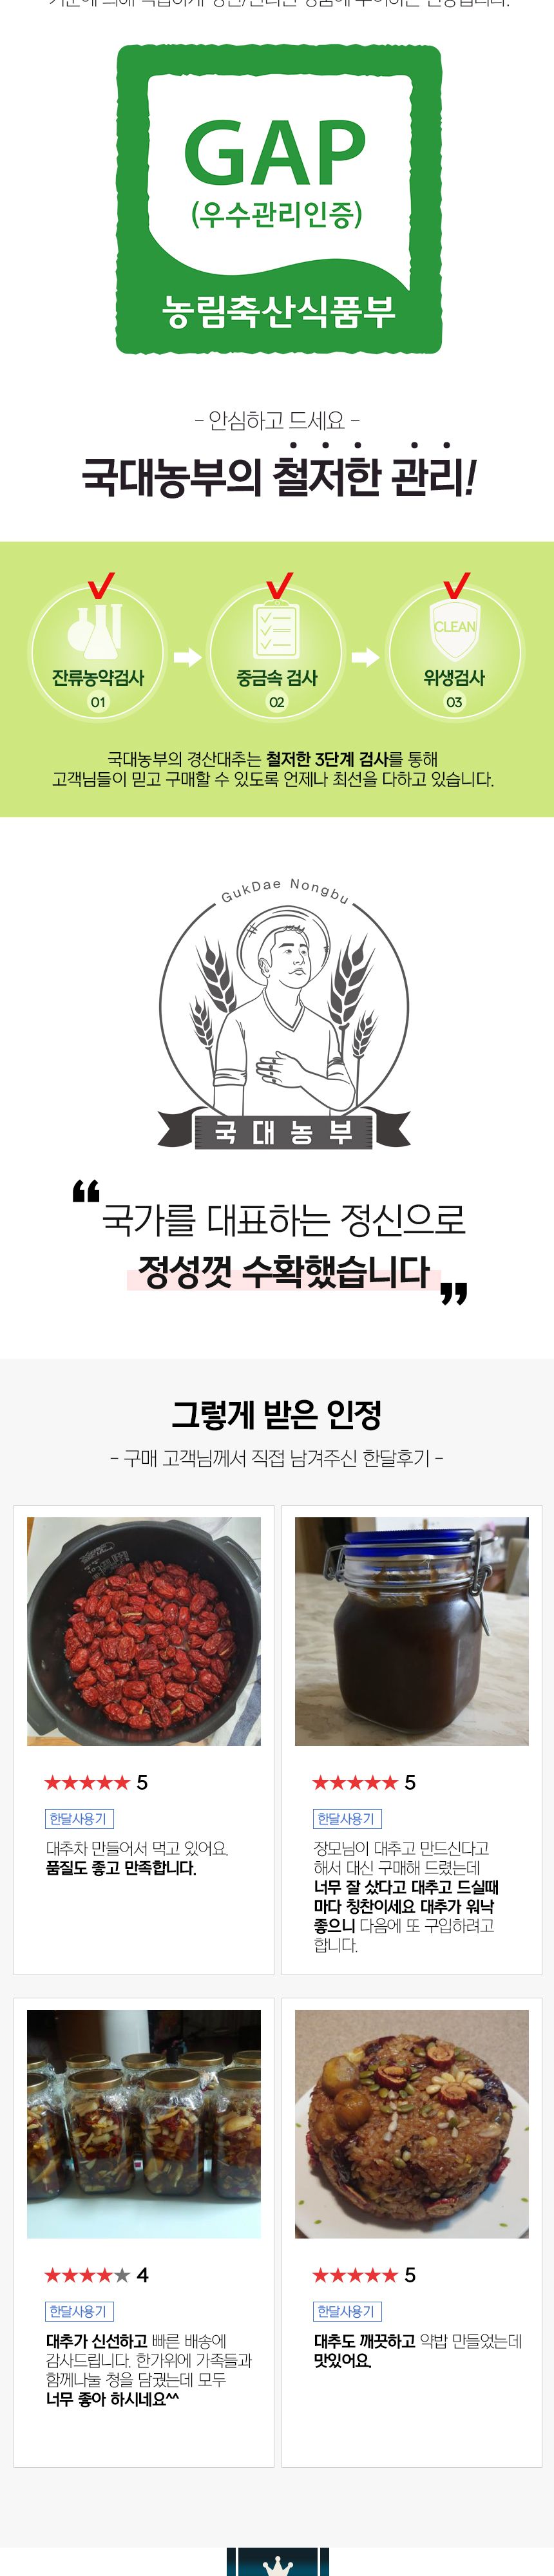 GAP
(우수관리인증)
농림축산식품부
- 안심하고 드세요 -
국대농부의 철저한 관리!
잔류농약검사
01
중금속 검사
02
CLEAN
위생검사
03
국대농부의 경산대추는 철저한 3단계 검사를 통해
고객님들이 믿고 구매할 수 있도록 언제나 최선을 다하고 있습니다.
GukDae Nongbu
국대농부
“국가를 대표하는 정신으로
정성껏 수확했습니다”
그렇게 받은 인정
- 구매 고객님께서 직접 남겨주신 한달후기 -
★★★★★ 5
한달사용기
대추차 만들어서 먹고 있어요.
품질도 좋고 만족합니다.
★★★★★ 5
한달사용기
장모님이 대추고 만드신다고
해서 대신 구매해 드렸는데
너무 잘 샀다고 대추고 드실때
마다 칭찬이세요 대추가 워낙
좋으니 다음에 또 구입하려고
합니다.
★★★★★ 4
한달사용기
대추가 신선하고 빠른 배송에
감사드립니다. 한가위에 가족들과
함께나눌 청을 담궜는데 모두
너무 좋아 하시네요^^
★★★★★ 5
한달사용기
대추도 깨끗하고 약밥 만들었는데
맛있어요.